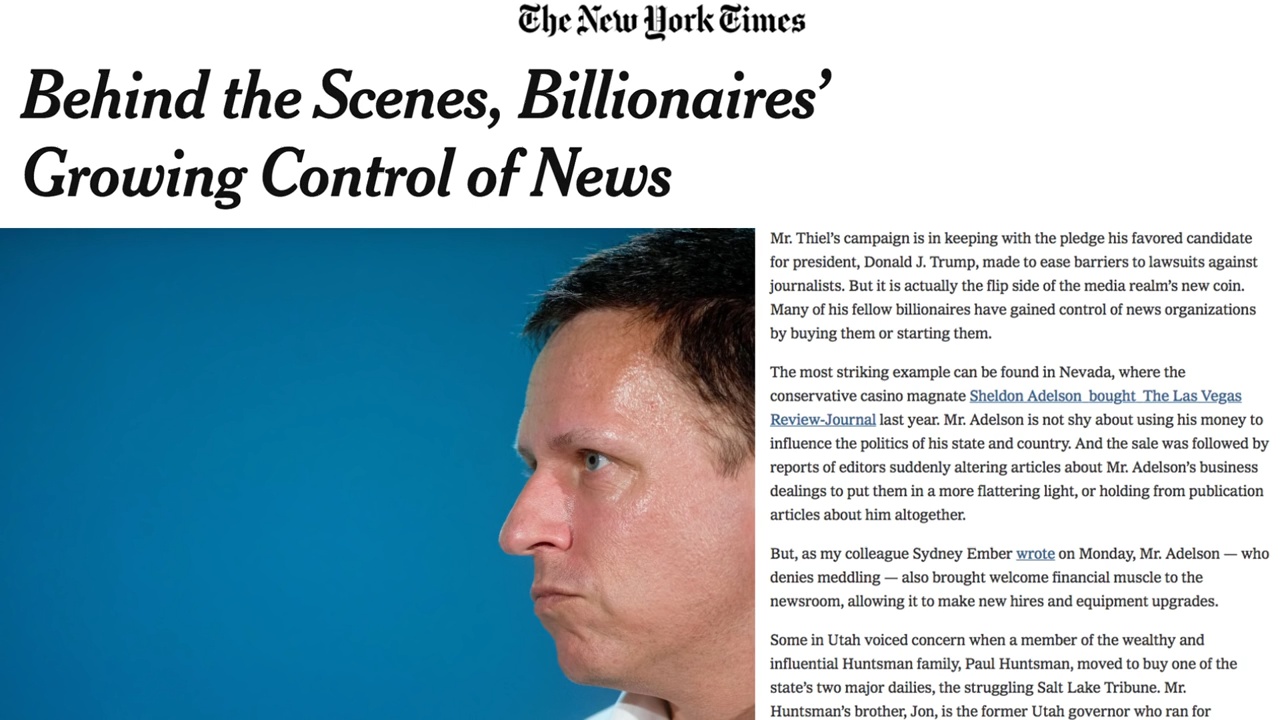 The New York Times
Behind the Scenes, Billionaires’
Growing Control of News
Mr. Thiel’s campaign is in keeping with the pledge his favored candidate
for president, Donald J. Trump, made to ease barriers to lawsuits against
journalists. But it is actually the flip side of the media realm’s new coin.
Many of his fellow billionaires have gained control of news organizations
by buying them or starting them.
The most striking example can be found in Nevada, where the
conservative casino magnate Sheldon Adelson bought The Las Vegas
Review-Journal last year. Mr. Adelson is not shy about using his money to
influence the politics of his state and country. And the sale was followed by
reports of editors suddenly altering articles about Mr. Adelson’s business
dealings to put them in a more flattering light, or holding from publication
articles about him altogether.
But, as my colleague Sydney Ember wrote on Monday, Mr. Adelson — who
denies meddling — also brought welcome financial muscle to the
newsroom, allowing it to make new hires and equipment upgrades.
Some in Utah voiced concern when a member of the wealthy and
influential Huntsman family, Paul Huntsman, moved to buy one of the
state’s two major dailies, the struggling Salt Lake Tribune. Mr.
Huntsman’s brother, Jon, is the former Utah governor who ran for